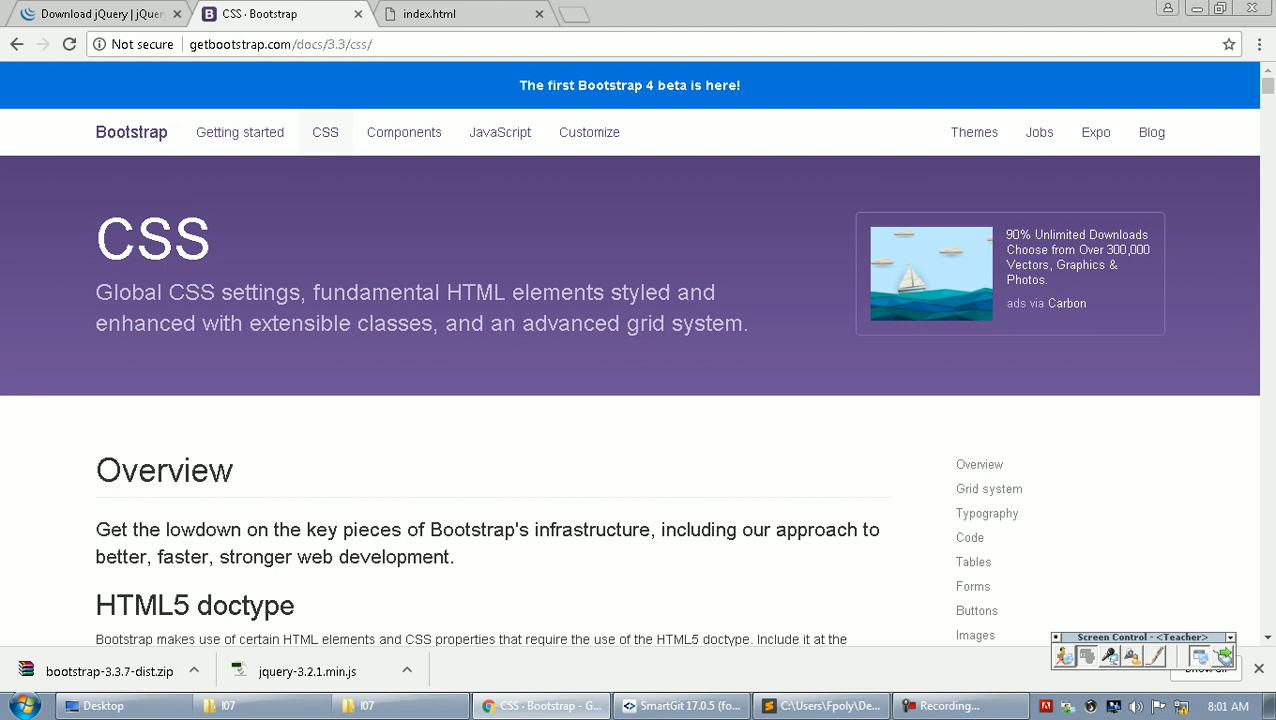 Download jQuery | jQuer
CSS · Bootstrap
index.html
Not secure
getbootstrap.com/docs/3.3/css/
The first Bootstrap 4 beta is here!
Bootstrap
Getting started
CSS
Components
JavaScript
Customize
Themes
Jobs
Expo
Blog
CSS
Global CSS settings, fundamental HTML elements styled and
enhanced with extensible classes, and an advanced grid system.
90% Unlimited Downloads
Choose from Over 300,000
Vectors, Graphics &
Photos.
ads via Carbon
Overview
Get the lowdown on the key pieces of Bootstrap's infrastructure, including our approach to
better, faster, stronger web development.
HTML5 doctype
Bootstrap makes use of certain HTML elements and CSS properties that require the use of the HTML5 doctype. Include it at the
Overview
Grid system
Typography
Code
Tables
Forms
Buttons
Images
Screen Control - <Teacher>
bootstrap-3.3.7-dist.zip
jquery-3.2.1.min.js
Desktop
I07
I07
CSS · Bootstrap - G...
SmartGit 17.0.5 (fo...
C:\Users\Fpoly\De...
Recording...
8:01 AM